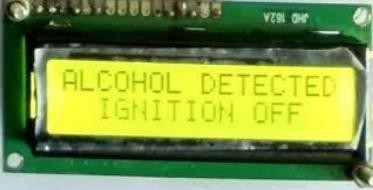 JHD 162A
ALCOHOL DETECTED
IGNITION OFF